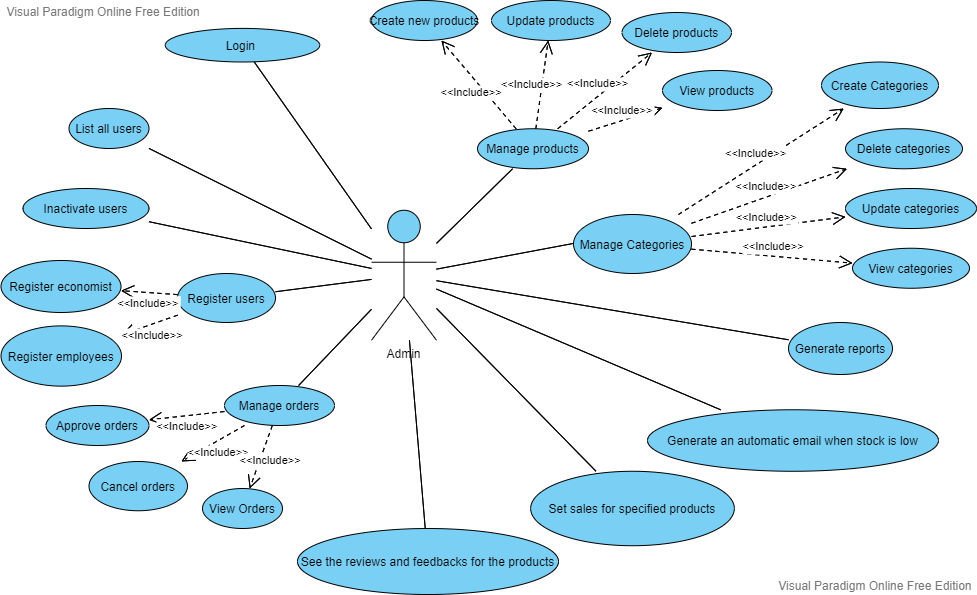 Visual Paradigm Online Free Edition
Create new products
Update products
Delete products
Login
View products
Create Categories
<<Include>>
<<Include>>
<<Include>>
<<Include>>
List all users
Manage products
Delete categories
<<Include>>
<<Include>>
Inactivate users
Update categories
<<Include>>
Manage Categories
<<Include>>
View categories
Register economist
Register users
<<Include>>
<<Include>>
Register employees
Admin
Generate reports
Manage orders
Approve orders
<<Include>>
<<Include>>
<<Include>>
Cancel orders
View Orders
Generate an automatic email when stock is low
Set sales for specified products
See the reviews and feedbacks for the products
Visual Paradigm Online Free Edition